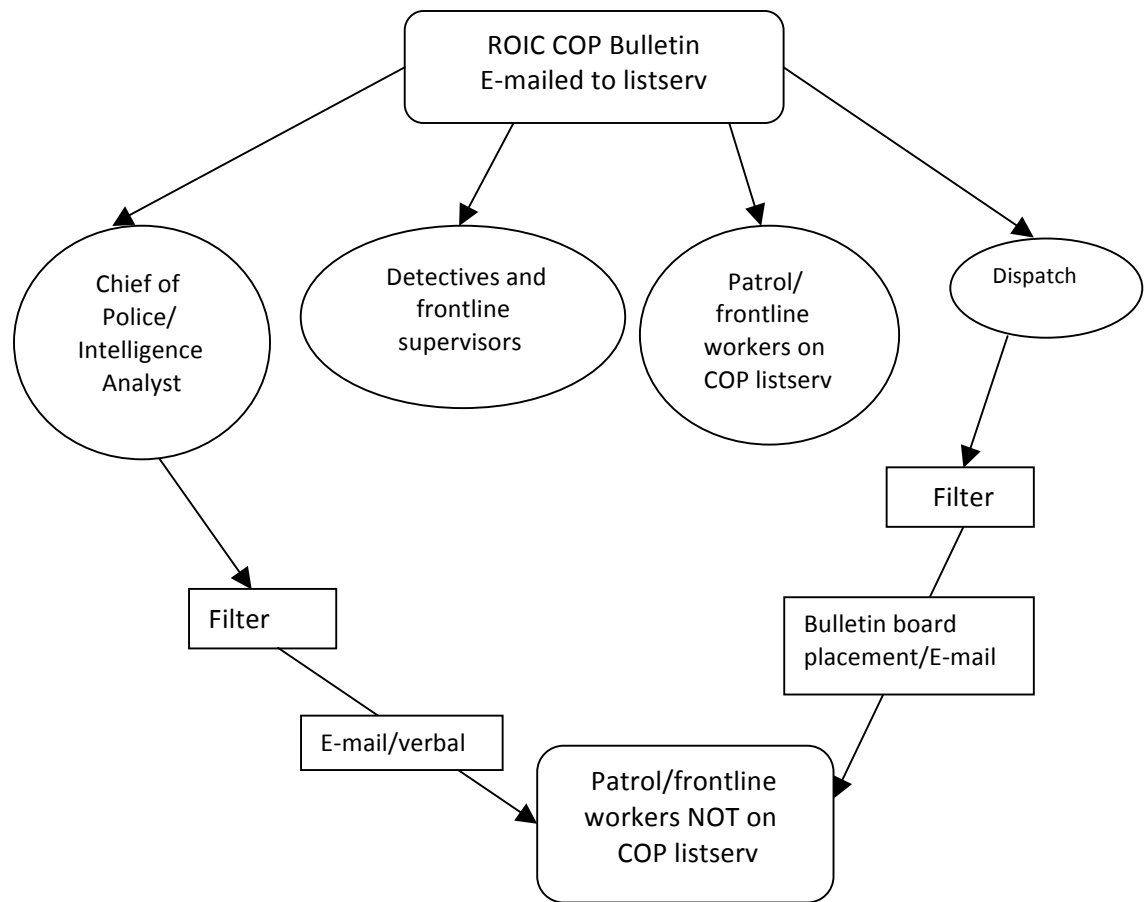 ROIC COP Bulletin
E-mailed to listserv
Chief of
Police/
Intelligence
Analyst
Detectives and
frontline
supervisors
Patrol/
frontline
workers on
COP listserv
Dispatch
Filter
Filter
Bulletin board
placement/E-mail
E-mail/verbal
Patrol/frontline
workers NOT on
COP listserv